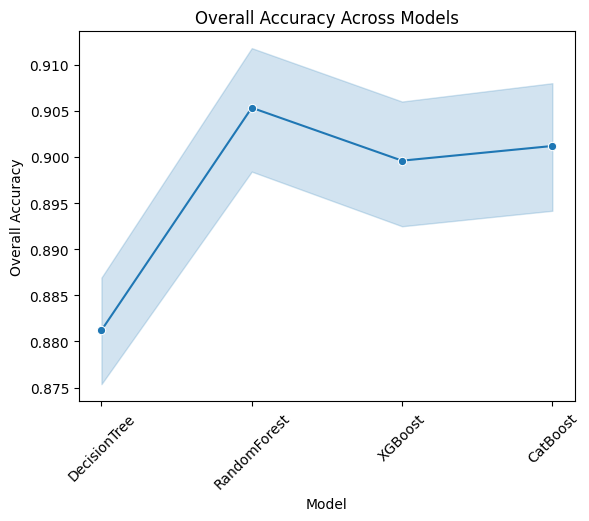 Overall Accuracy Across Models
Overall Accuracy
0.910
0.905
0.900
0.895
0.890
0.885
0.880
0.875
DecisionTree
RandomForest
XGBoost
CatBoost
Model